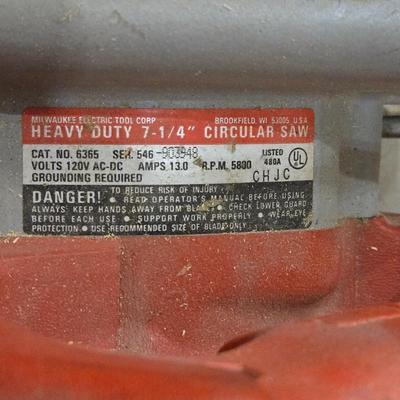 MILWAUKEE ELECTRIC TOOL CORP BROOKFIELD, WI 53005 U.S.A
HEAVY DUTY 7-1/4" CIRCULAR SAW
CAT. NO. 6365 SER. 546-903948 LISTED
VOLTS 120V AC-DC AMPS 13.0 R.P.M. 5800 480A UL
GROUNDING REQUIRED CHJC
DANGER! TO REDUCE RISK OF INJURY
● READ OPERATOR'S MANUAL BEFORE USING
ALWAYS KEEP HANDS AWAY FROM BLADE ● CHECK LOWER GUARD
BEFORE EACH USE ● SUPPORT WORK PROPERLY ● WEAR EYE
PROTECTION ● USE RECOMMENDED SIZE OF BLADE ONLY